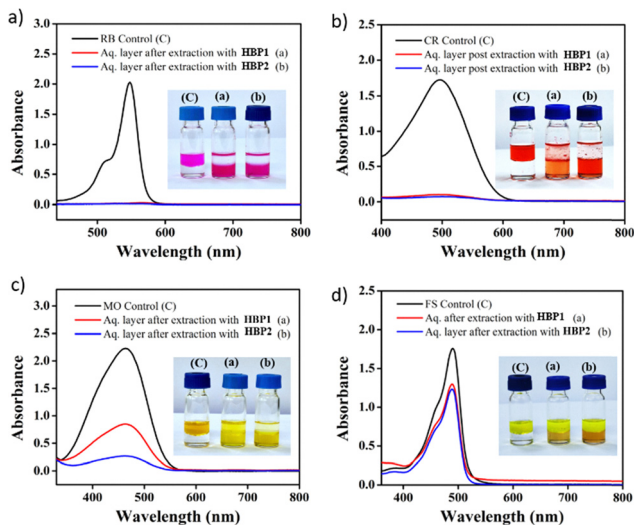 a)
3.0
2.5
2.0
1.5
1.0
0.5
0.0
Absorbance
RB Control (C)
Aq. layer after extraction with HBP1 (a)
Aq. layer after extraction with HBP2 (b)
(C) (a) (b)
500 600 700 800
Wavelength (nm)
b)
2.5
2.0
1.5
1.0
0.5
0.0
Absorbance
CR Control (C)
Aq. layer post extraction with HBP1 (a)
Aq. layer post extraction with HBP2 (b)
(C) (a) (b)
400 500 600 700 800
Wavelength (nm)
c)
3.0
2.5
2.0
1.5
1.0
0.5
0.0
Absorbance
MO Control (C)
Aq. layer after extraction with HBP1 (a)
Aq. layer after extraction with HBP2 (b)
(C) (a) (b)
400 500 600 700 800
Wavelength (nm)
d)
2.5
2.0
1.5
1.0
0.5
0.0
Absorbance
FS Control (C)
Aq. after extraction with HBP1 (a)
Aq. layer after extraction with HBP2 (b)
(C) (a) (b)
400 500 600 700 800
Wavelength (nm)